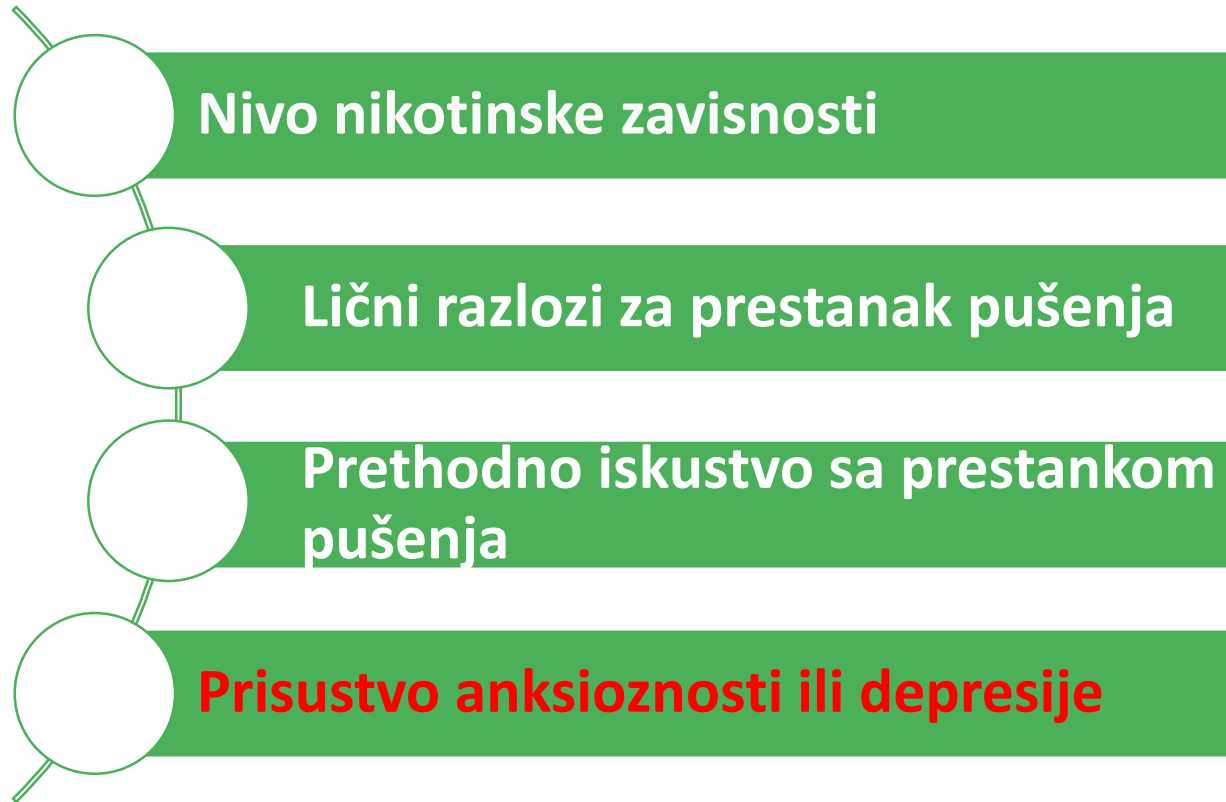 Nivo nikotinske zavisnosti
Lični razlozi za prestanak pušenja
Prethodno iskustvo sa prestankom
pušenja
Prisustvo anksioznosti ili depresije